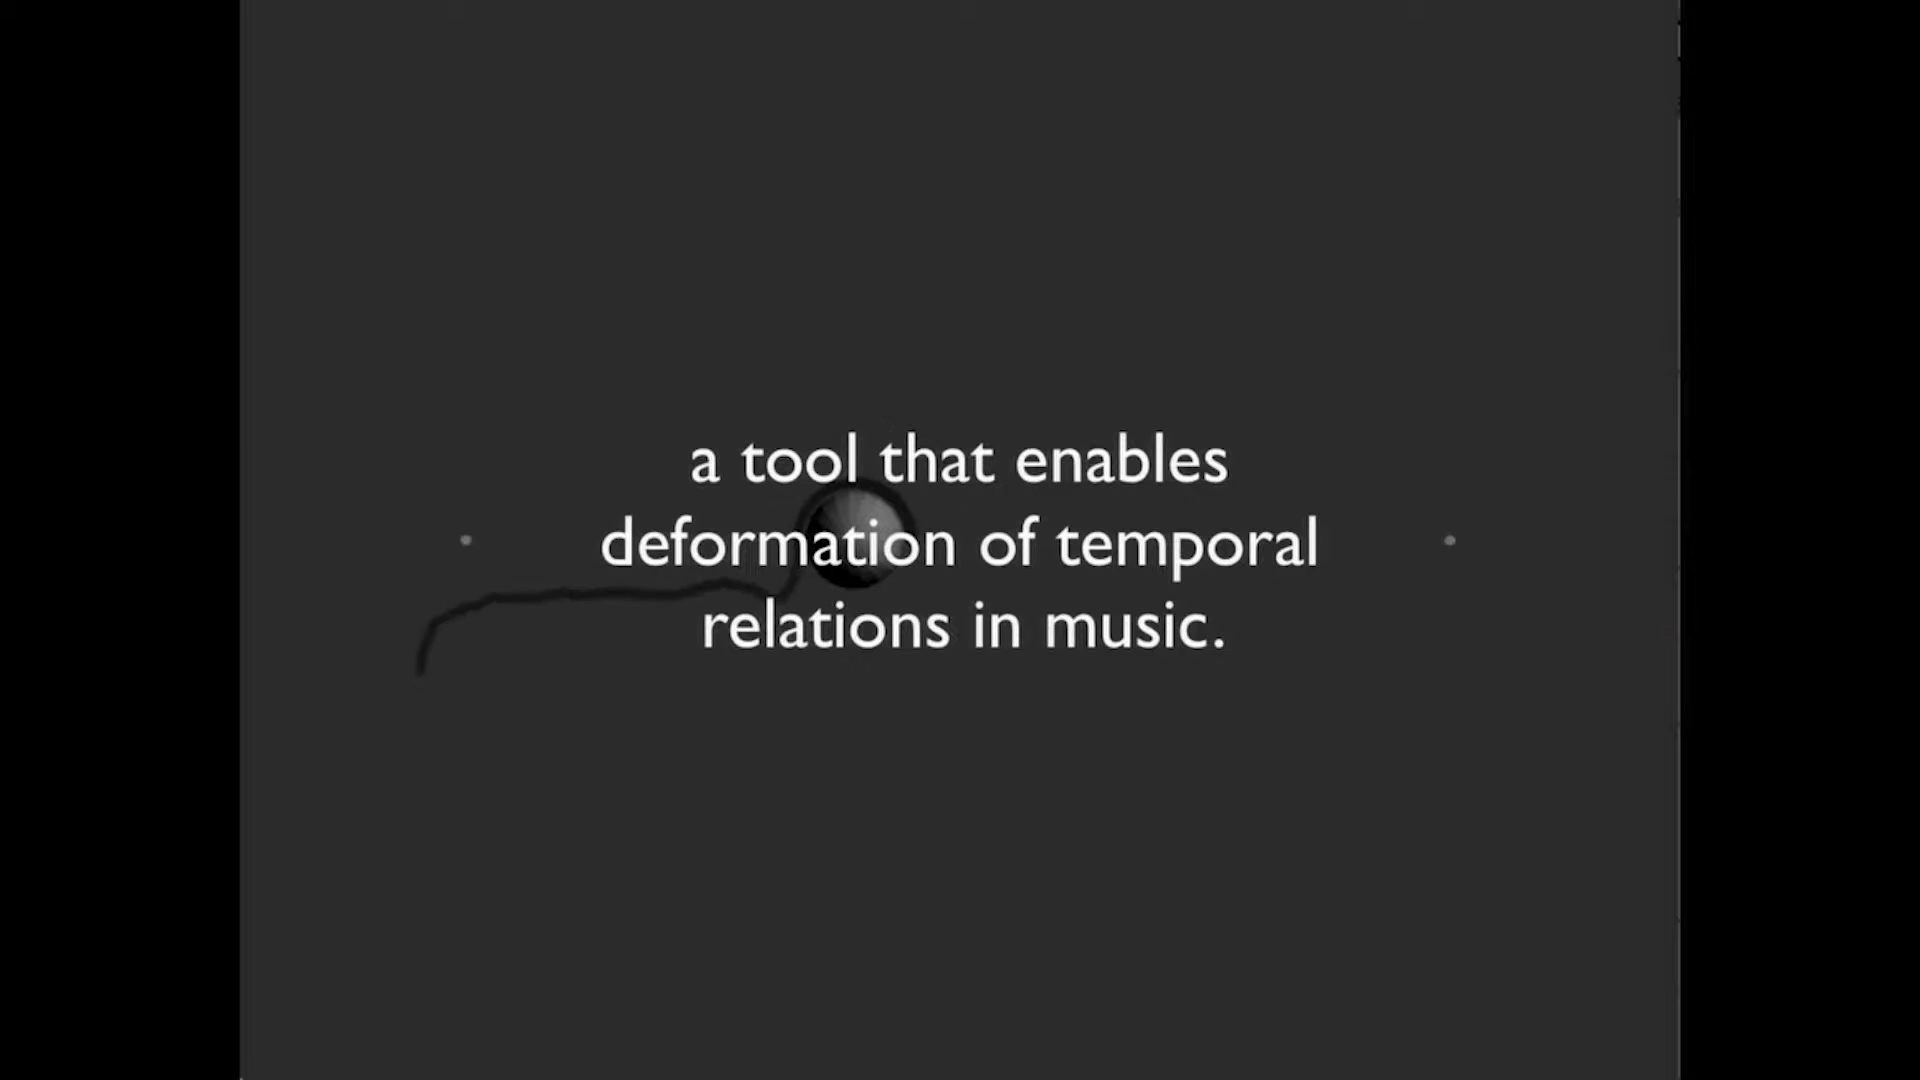 a tool that enables
deformation of temporal
relations in music.